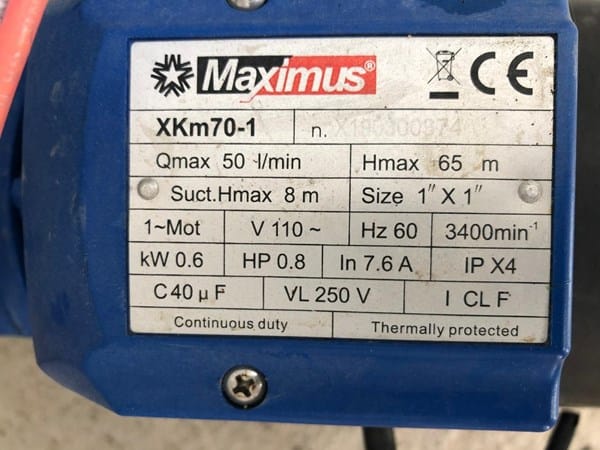 Maximus®
CE
XKm70-1 n.
Qmax 50 l/min Hmax 65 m
Suct.Hmax 8 m Size 1" X 1"
1~Mot V 110 ~ Hz 60 3400min-1
kW 0.6 HP 0.8 In 7.6 A IP X4
C 40 µ F VL 250 V I CL F
Continuous duty Thermally protected